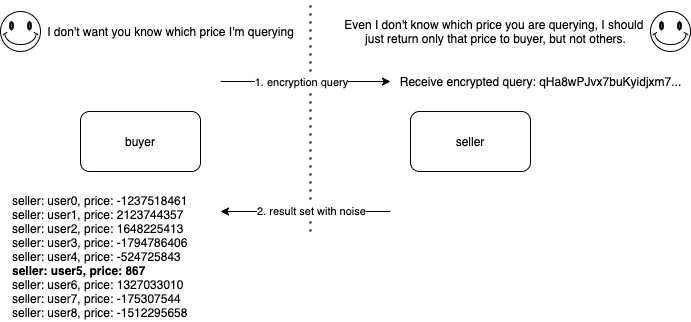 I don't want you know which price I'm querying
Even I don't know which price you are querying, I should
just return only that price to buyer, but not others.
1. encryption query
Receive encrypted query: qHa8wPJvx7buKyidjxm7...
buyer
seller
2. result set with noise
seller: user0, price: -1237518461
seller: user1, price: 2123744357
seller: user2, price: 1648225413
seller: user3, price: -1794786406
seller: user4, price: -524725843
seller: user5, price: 867
seller: user6, price: 1327033010
seller: user7, price: -175307544
seller: user8, price: -1512295658